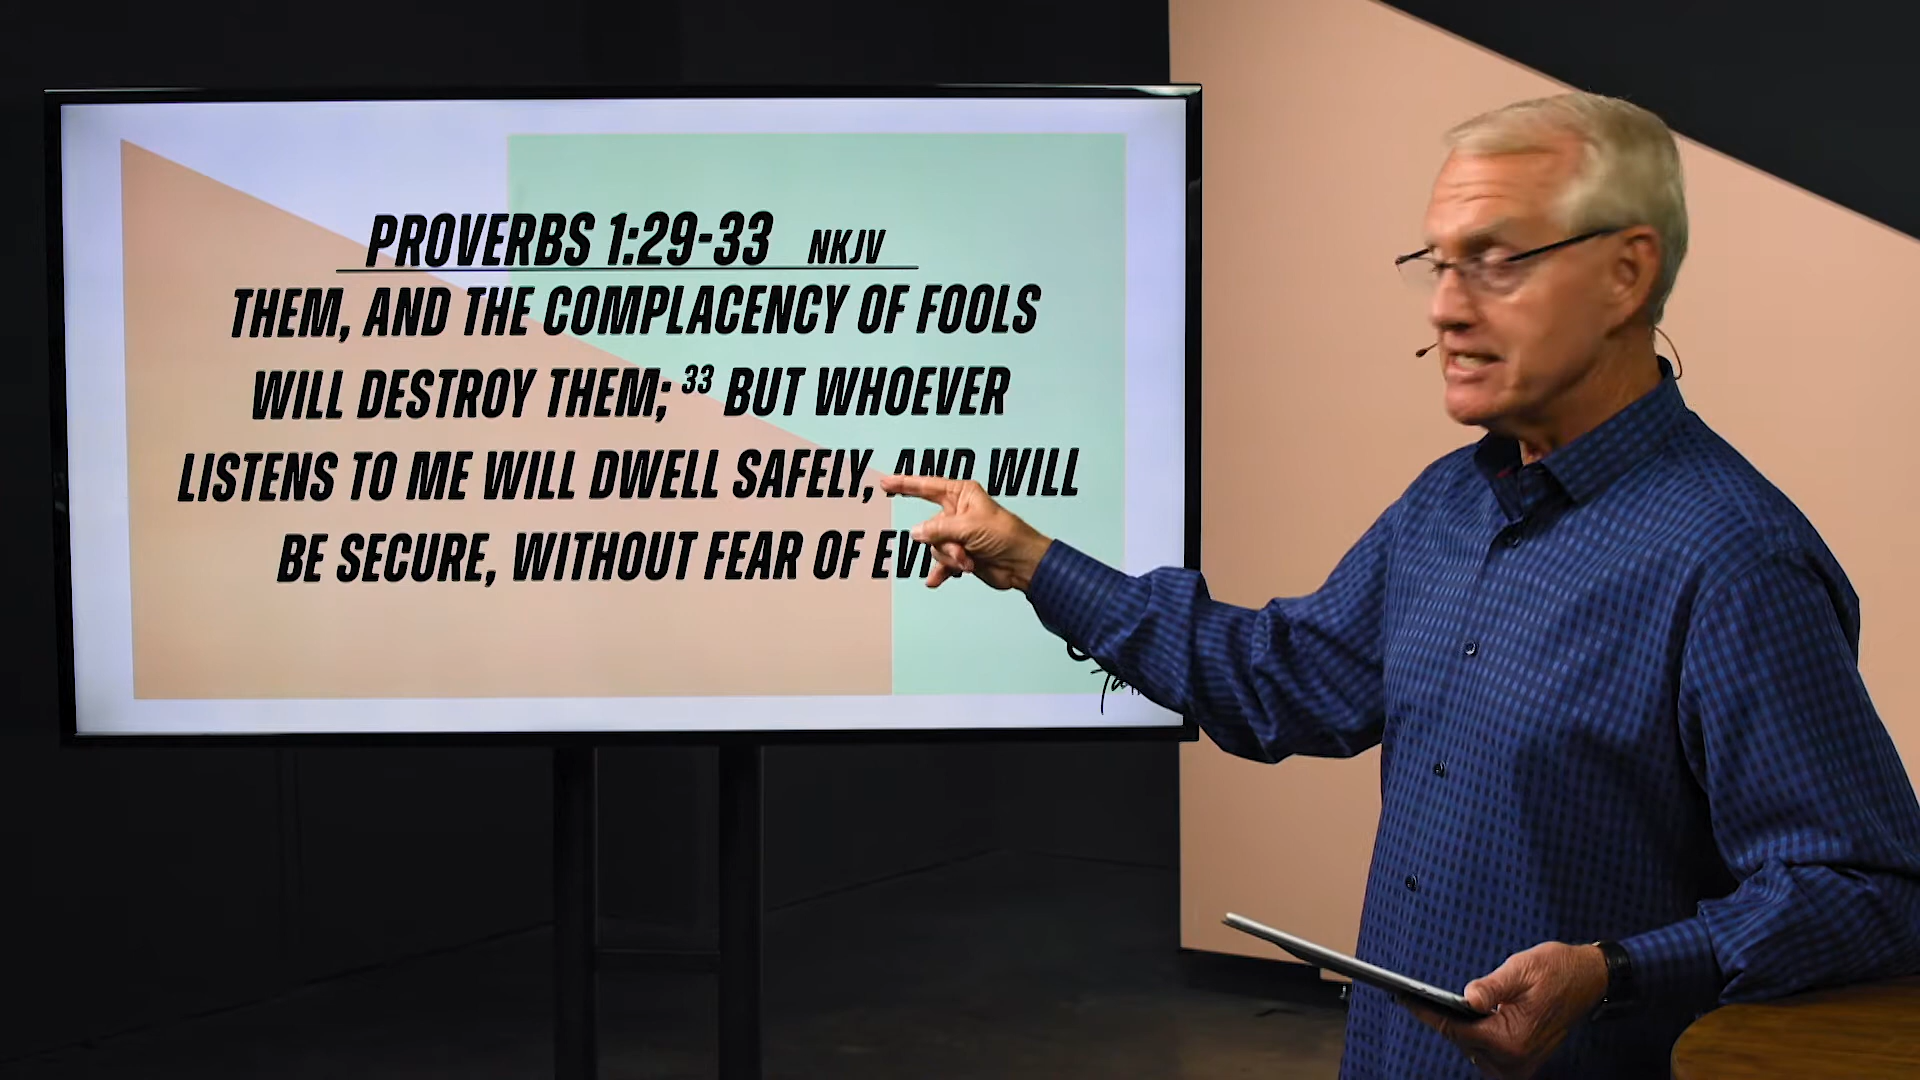 PROVERBS 1:29-33 NKJV
THEM, AND THE COMPLACENCY OF FOOLS
WILL DESTROY THEM; 33 BUT WHOEVER
LISTENS TO ME WILL DWELL SAFELY, AND WILL
BE SECURE, WITHOUT FEAR OF